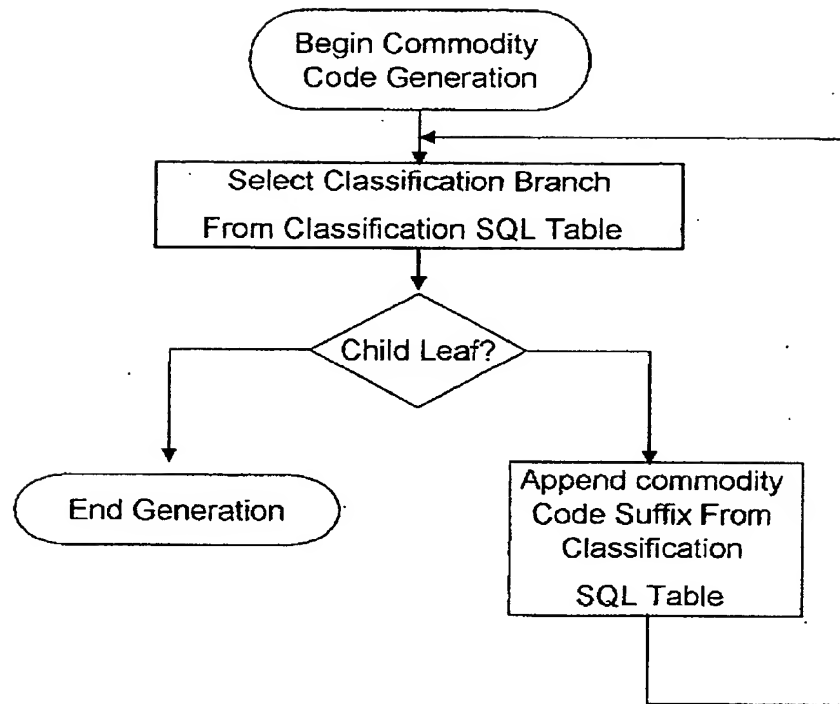 Begin Commodity
Code Generation
Select Classification Branch
From Classification SQL Table
Child Leaf?
End Generation
Append commodity
Code Suffix From
Classification
SQL Table